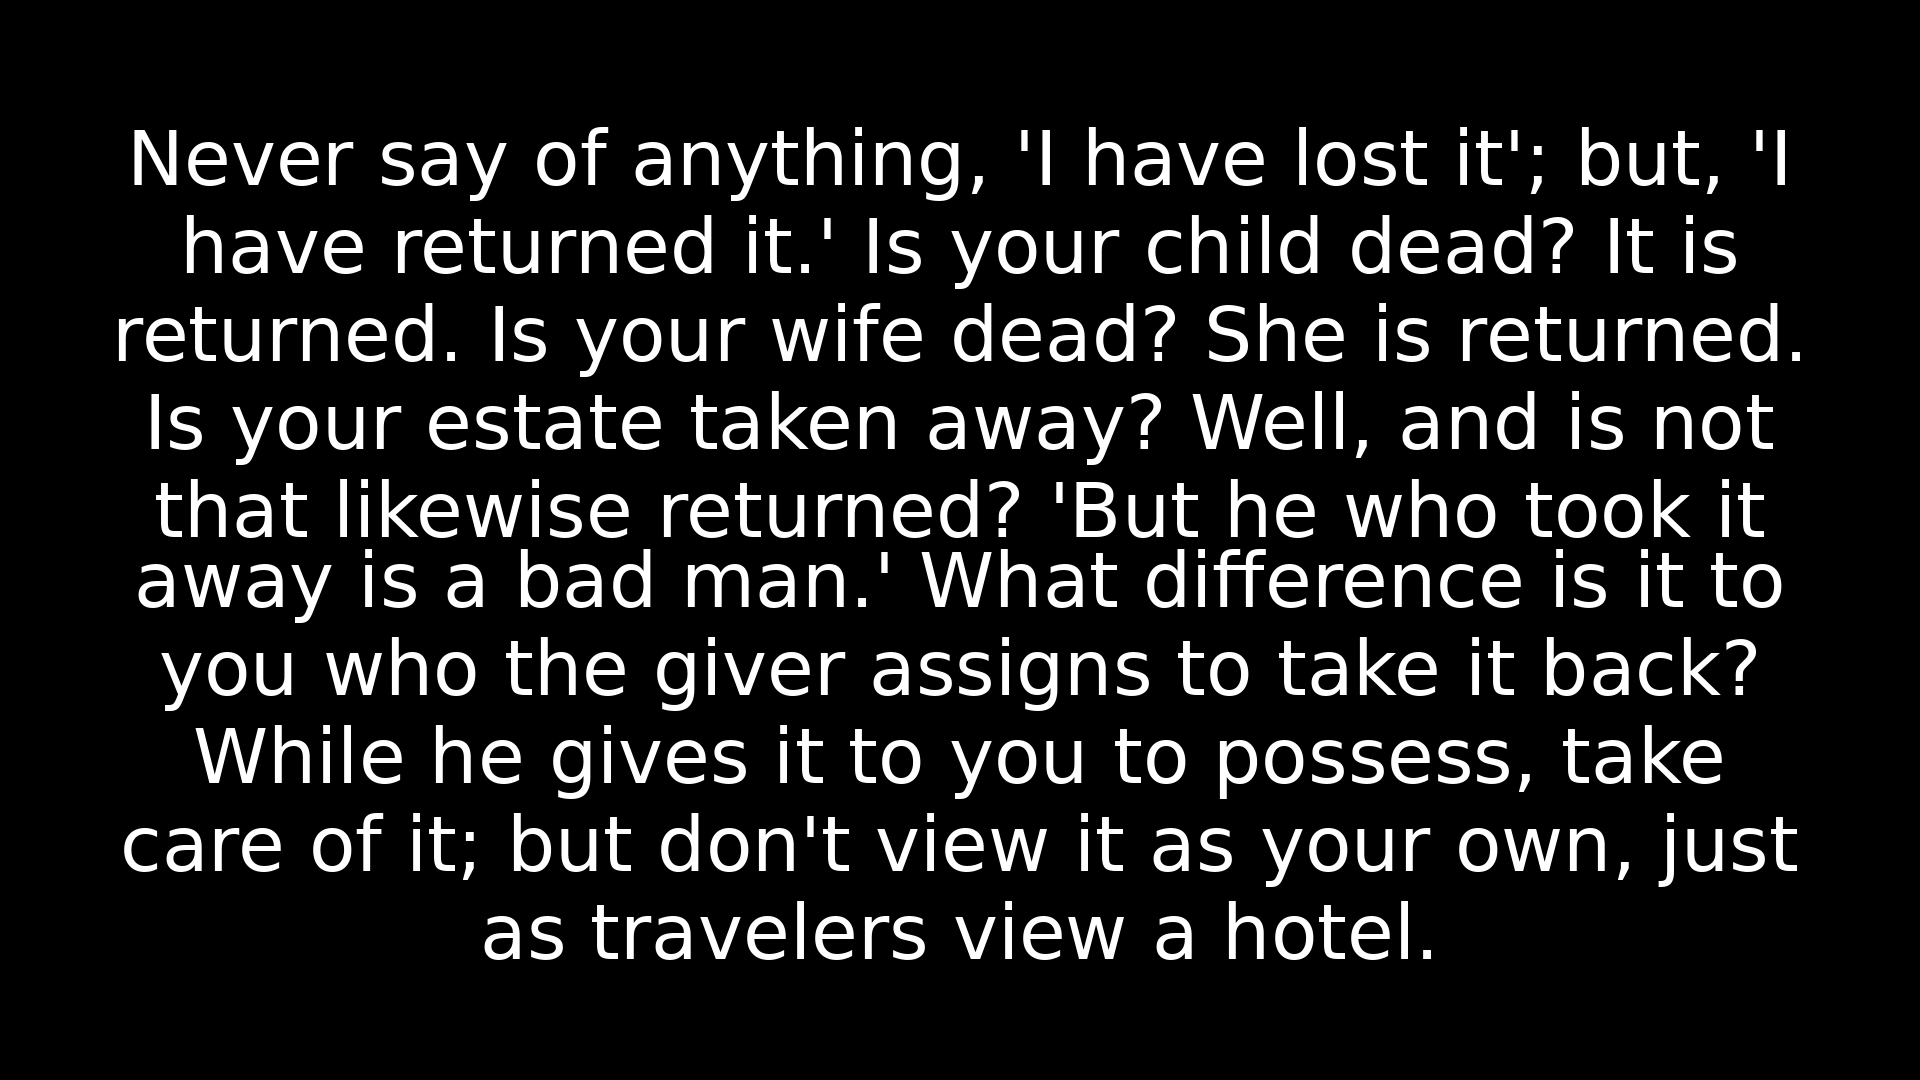 Never say of anything, 'I have lost it'; but, 'I
have returned it.' Is your child dead? It is
returned. Is your wife dead? She is returned.
Is your estate taken away? Well, and is not
that likewise returned? 'But he who took it
away is a bad man.' What difference is it to
you who the giver assigns to take it back?
While he gives it to you to possess, take
care of it; but don't view it as your own, just
as travelers view a hotel.